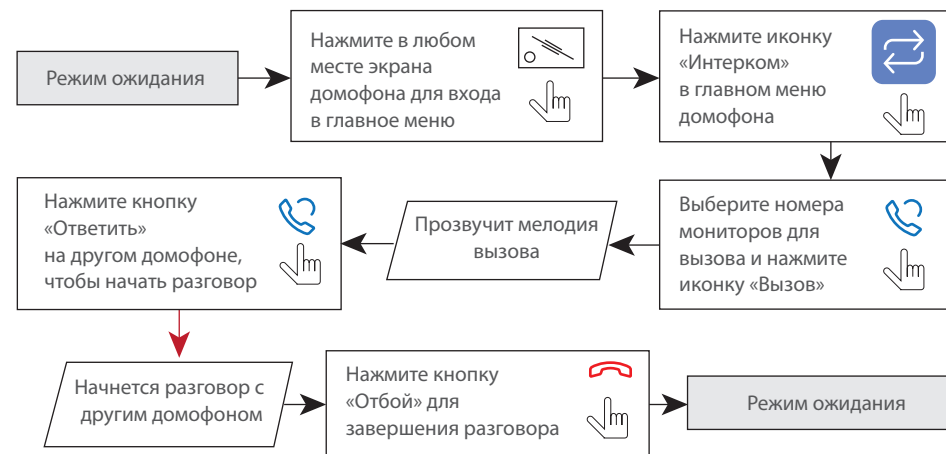 Режим ожидания
Нажмите в любом
месте экрана
домофона для входа
в главное меню
Нажмите иконку
«Интерком»
в главном меню
домофона
Выберите номера
мониторов для
вызова и нажмите
иконку «Вызов»
Прозвучит мелодия
вызова
Нажмите кнопку
«Ответить»
на другом домофоне,
чтобы начать разговор
Начнется разговор с
другим домофоном
Нажмите кнопку
«Отбой» для
завершения разговора
Режим ожидания